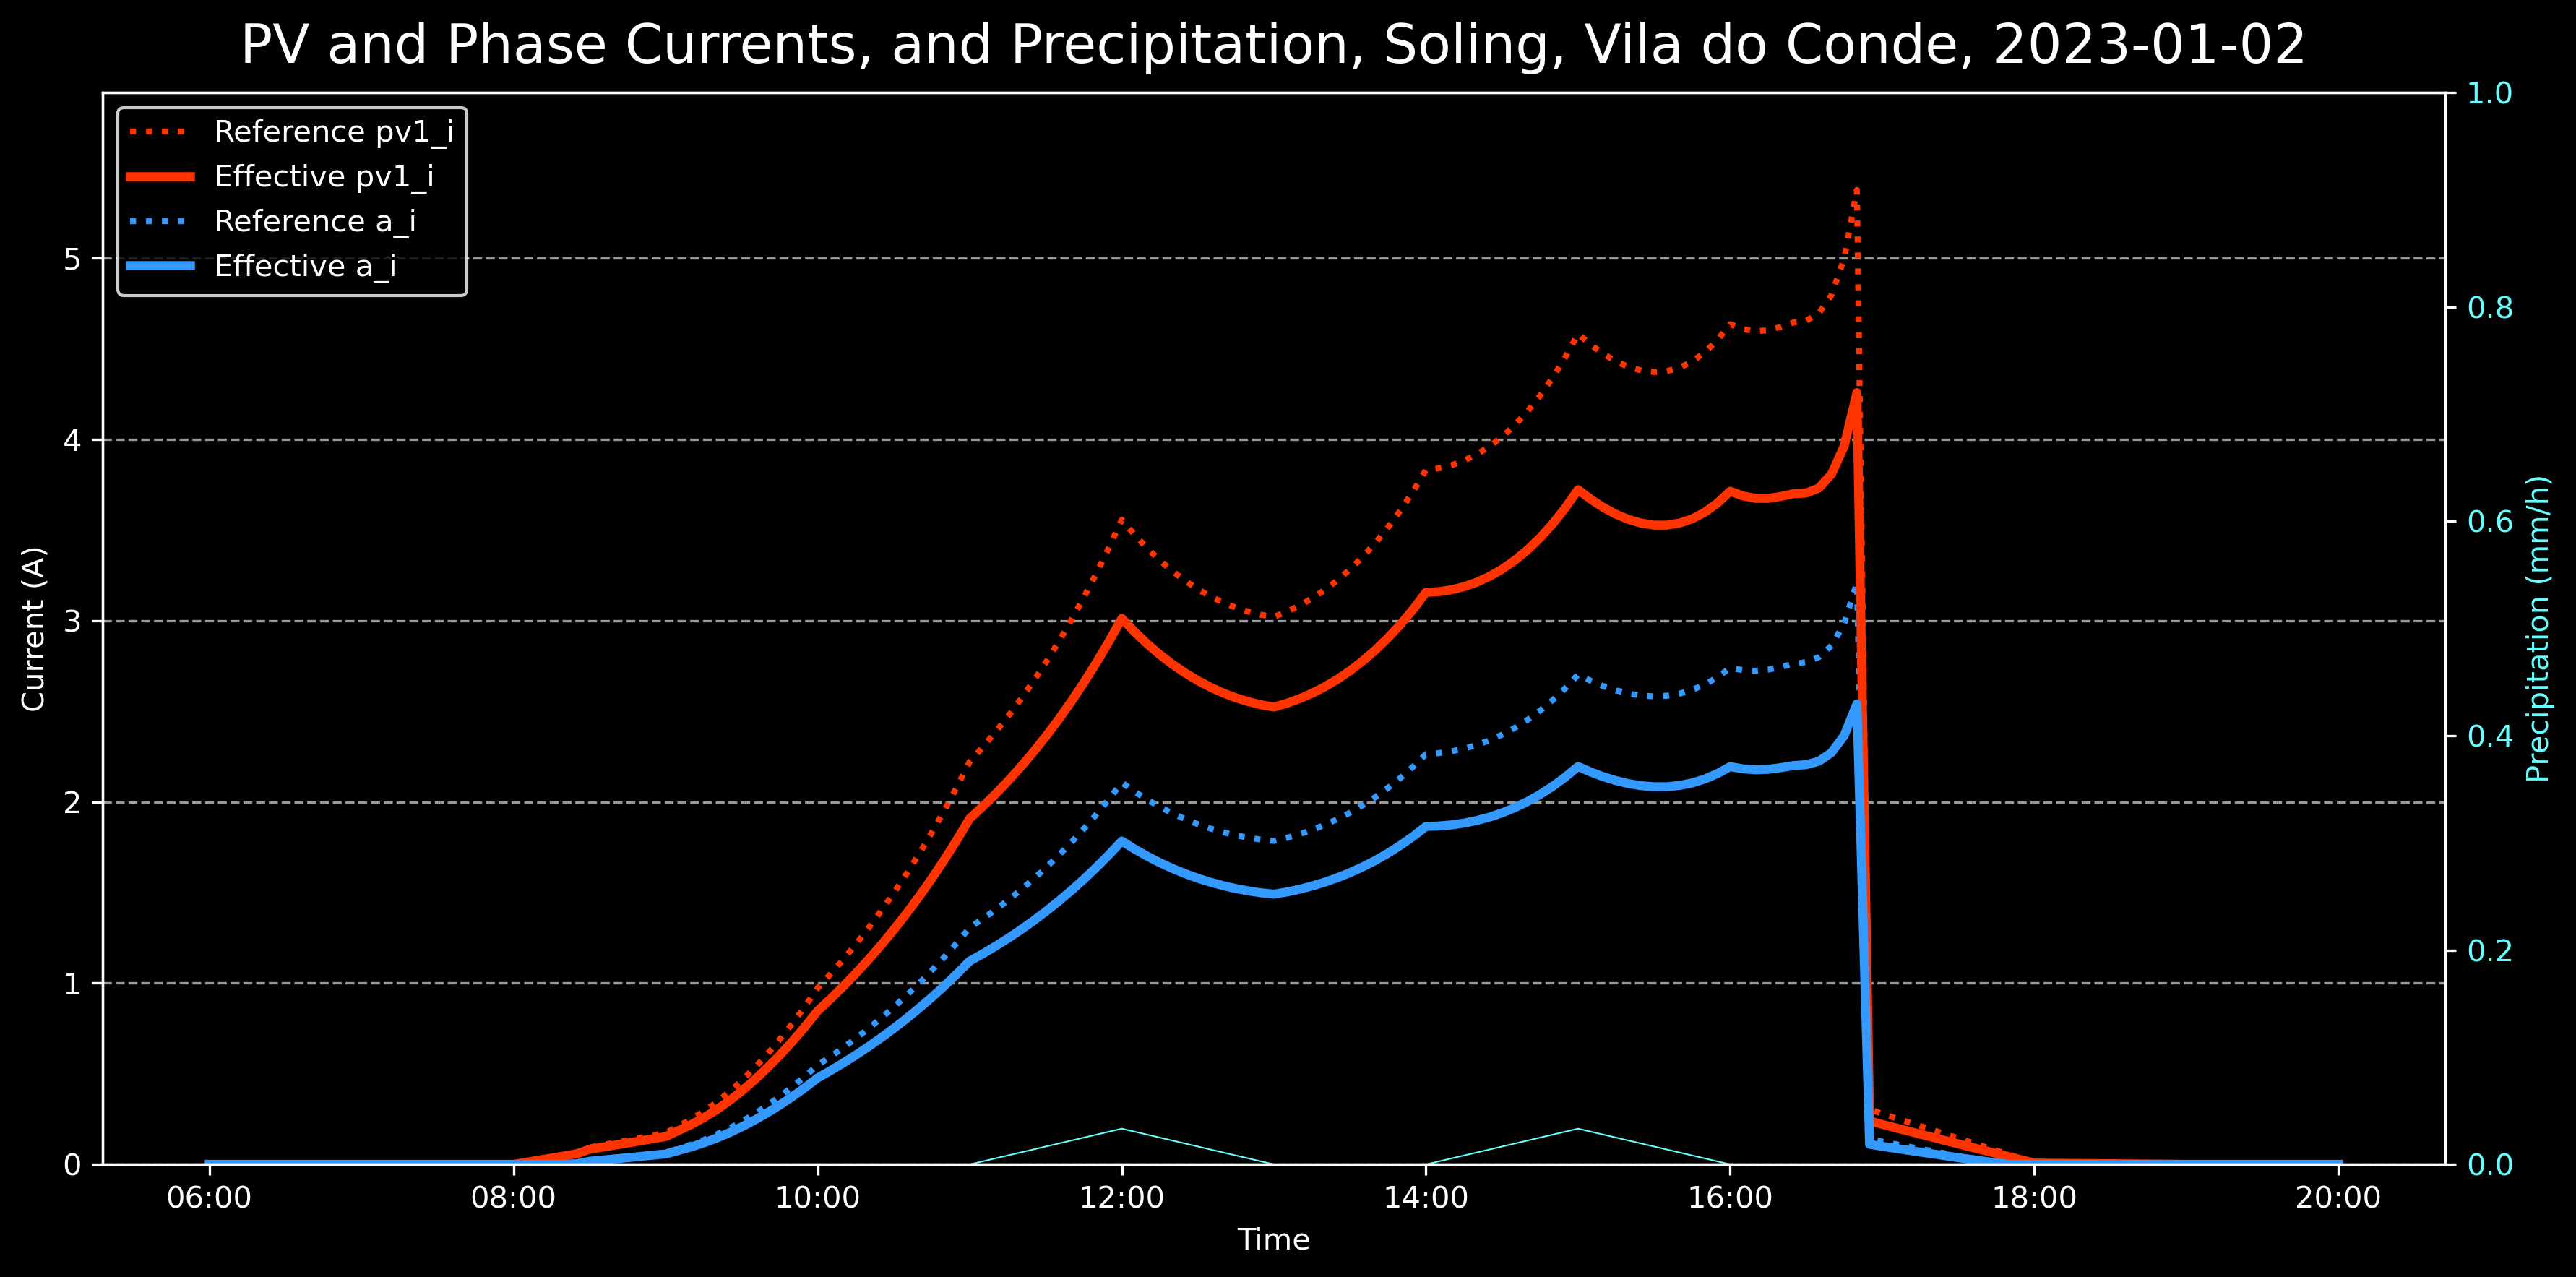 PV and Phase Currents, and Precipitation, Soling, Vila do Conde, 2023-01-02
Reference pv1_i
Effective pv1_i
Reference a_i
Effective a_i
Current (A)
5
4
3
2
1
0
1.0
0.8
0.6
0.4
0.2
0.0
Precipitation (mm/h)
06:00 08:00 10:00 12:00 14:00 16:00 18:00 20:00
Time